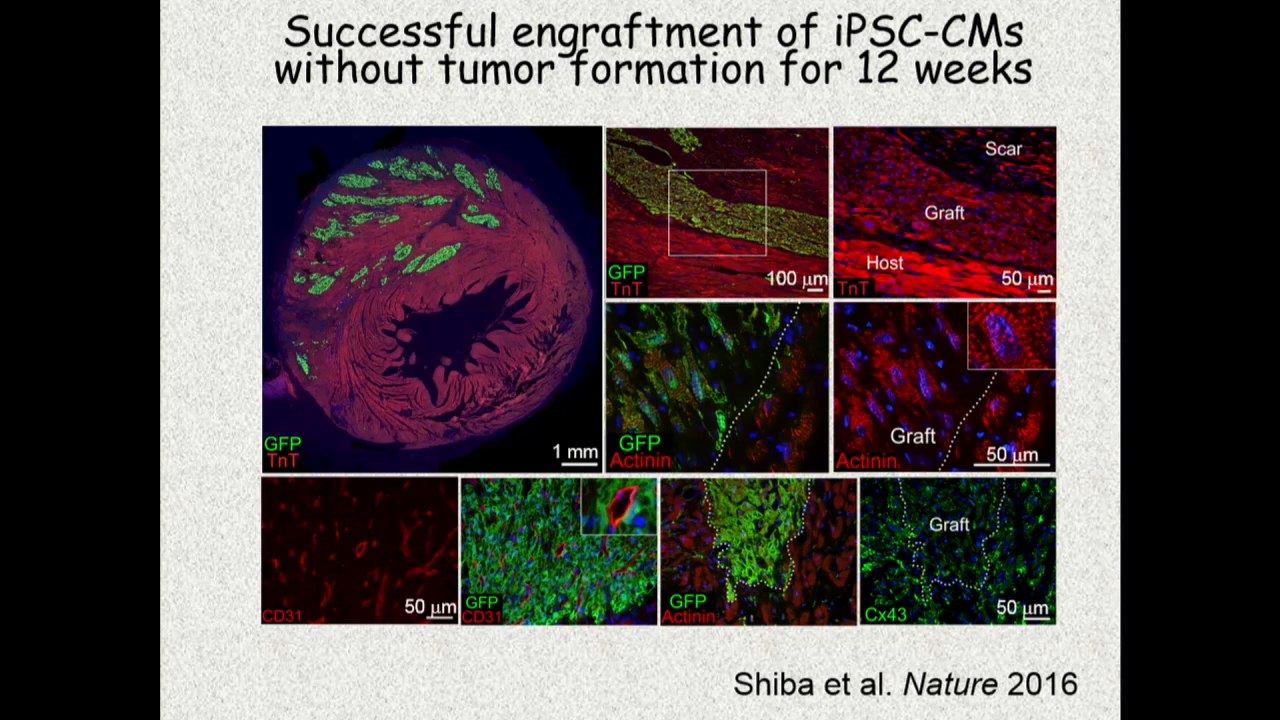 Successful engraftment of iPSC-CMs
without tumor formation for 12 weeks
GFP
TnT
1 mm
GFP
TnT
100 μm
Scar
Graft
Host
TnT
50 μm
GFP
Actinin
Graft
Actinin
50 μm
CD31
50 μm
GFP
CD31
GFP
Actinin
Graft
Cx43
50 μm
Shiba et al. Nature 2016